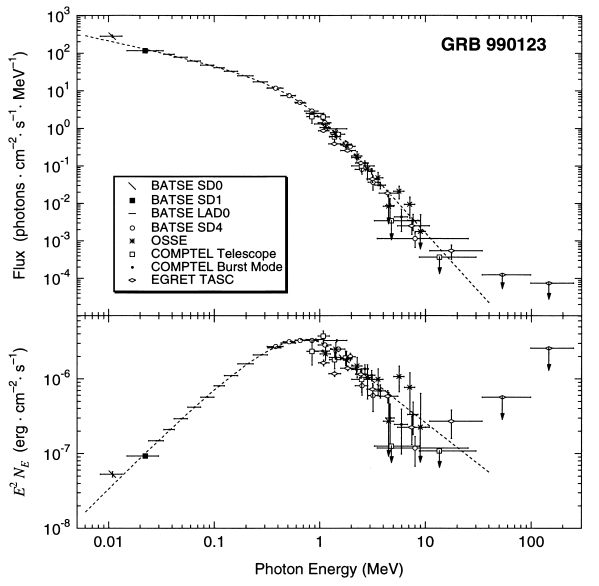 GRB 990123
Flux (photons · cm⁻² · s⁻¹ · MeV⁻¹)
10³
10²
10¹
10⁰
10⁻¹
10⁻²
10⁻³
10⁻⁴
BATSE SD0
BATSE SD1
BATSE LAD0
BATSE SD4
OSSE
COMPTEL Telescope
COMPTEL Burst Mode
EGRET TASC
E² N_E (erg · cm⁻² · s⁻¹)
10⁻⁶
10⁻⁷
10⁻⁸
0.01 0.1 1 10 100
Photon Energy (MeV)